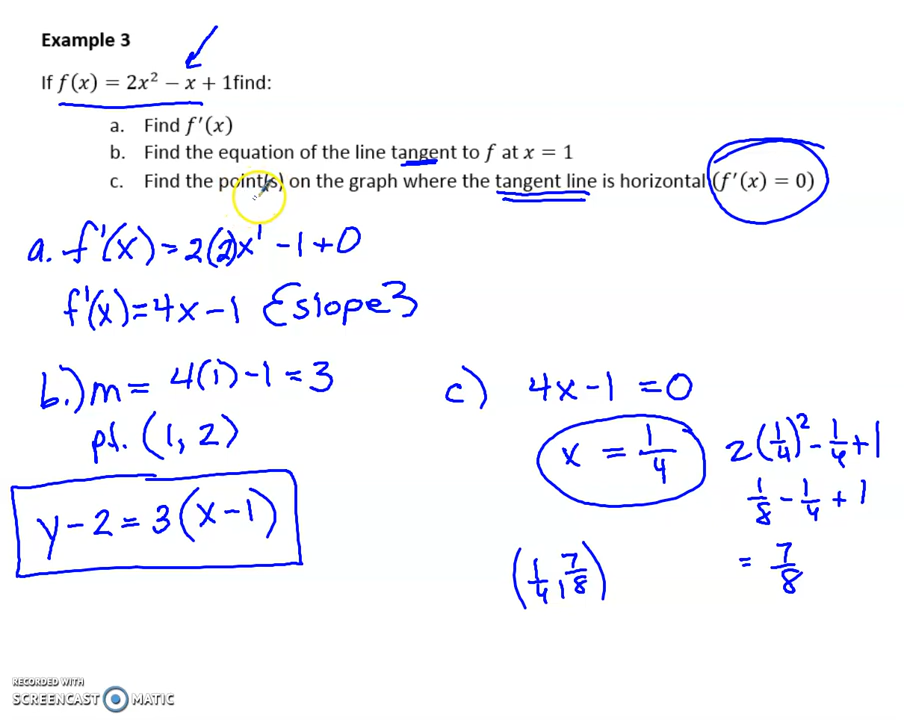 Example 3
If f(x) = 2x² − x + 1find:
a. Find f′(x)
b. Find the equation of the line tangent to f at x = 1
c. Find the point(s) on the graph where the tangent line is horizontal (f′(x) = 0)
a. f'(x) = 2(2)x¹ − 1 + 0
f'(x) = 4x − 1 {slope}
b.) m = 4(1) − 1 = 3
pt. (1, 2)
y − 2 = 3(x − 1)
c) 4x − 1 = 0
x = 1/4
2(1/4)² − 1/4 + 1
1/8 − 1/4 + 1
= 7/8
(1/4, 7/8)
RECORDED WITH
SCREENCAST MATIC